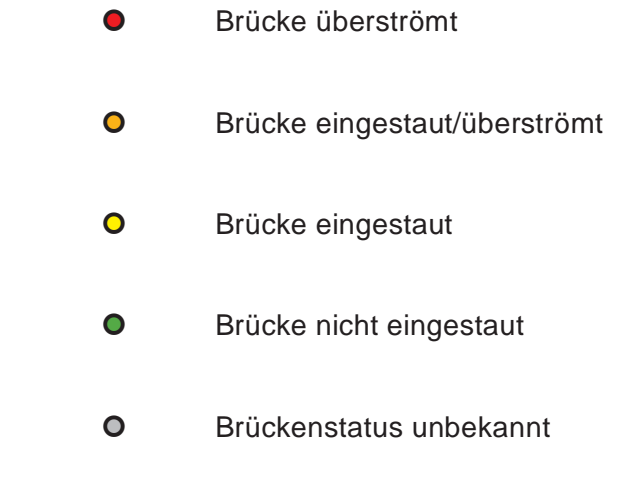 Brücke überströmt
Brücke eingestaut/überströmt
Brücke eingestaut
Brücke nicht eingestaut
Brückenstatus unbekannt